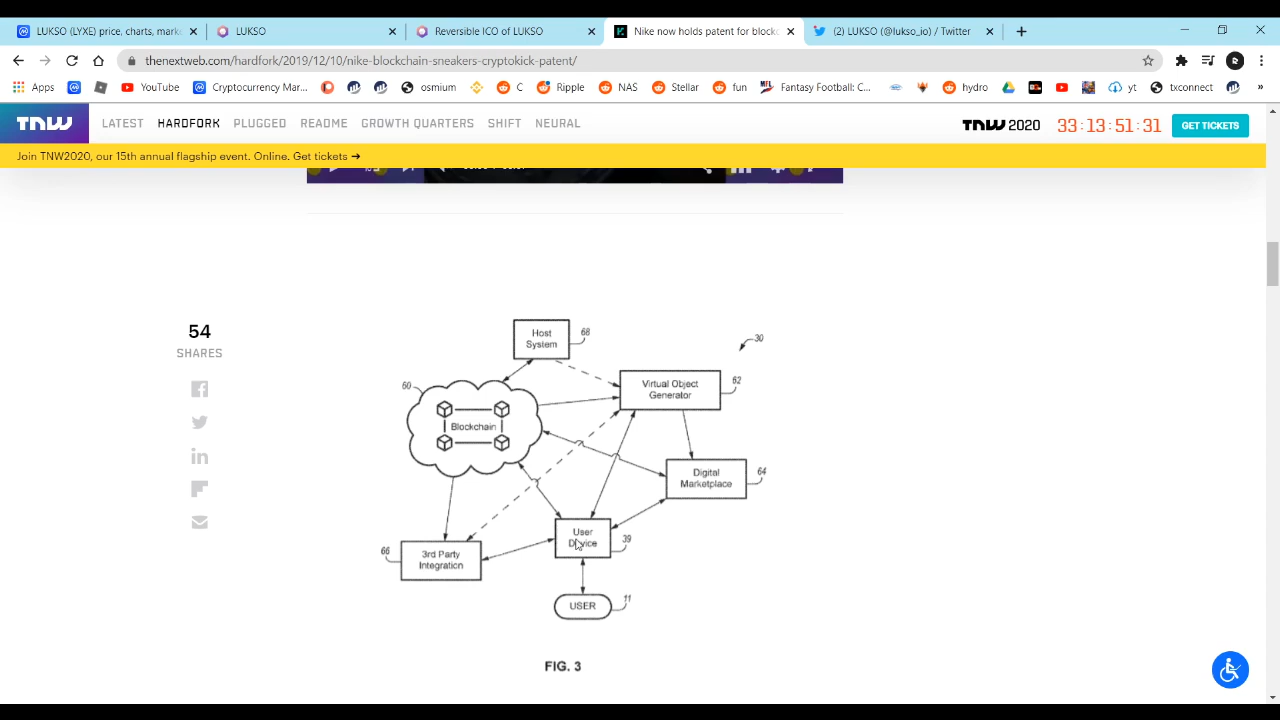 LUKSO (LYXE) price, charts, mark
LUKSO
Reversible ICO of LUKSO
Nike now holds patent for blockc
(2) LUKSO (@lukso_io) / Twitter
thenextweb.com/hardfork/2019/12/10/nike-blockchain-sneakers-cryptokick-patent/
R
Apps
YouTube
Cryptocurrency Mar...
osmium
C
Ripple
NAS
Stellar
fun
Fantasy Football: C...
hydro
yt
txconnect
»
TNW
LATEST
HARDFORK
PLUGGED
README
GROWTH QUARTERS
SHIFT
NEURAL
TNW 2020
33:13:51:31
GET TICKETS
Join TNW2020, our 15th annual flagship event. Online. Get tickets →
54
SHARES
Host
System
68
30
60
Virtual Object
Generator
62
Blockchain
Digital
Marketplace
64
User
Device
39
66
3rd Party
Integration
USER
11
FIG. 3